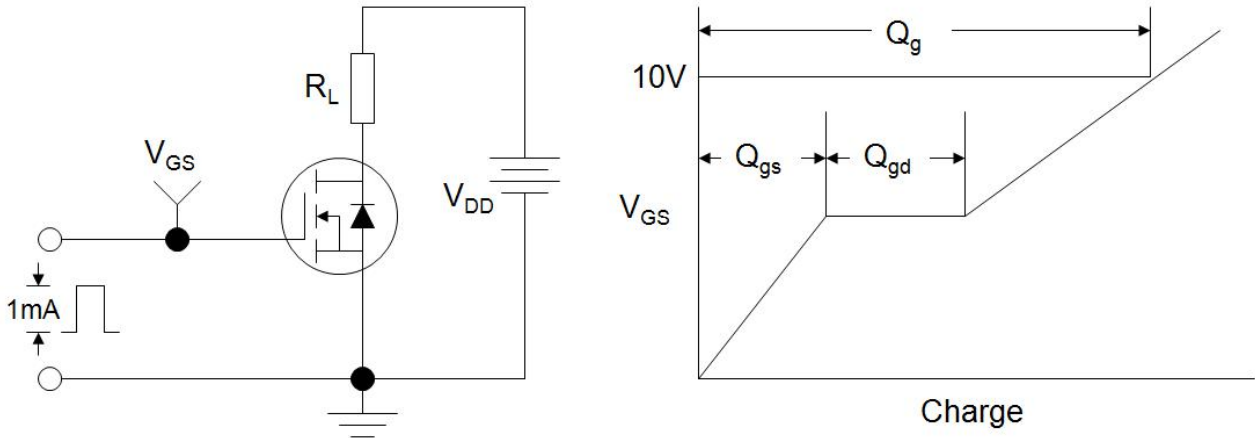 R_L
V_GS
V_DD
1mA
Q_g
10V
Q_gs
Q_gd
V_GS
Charge